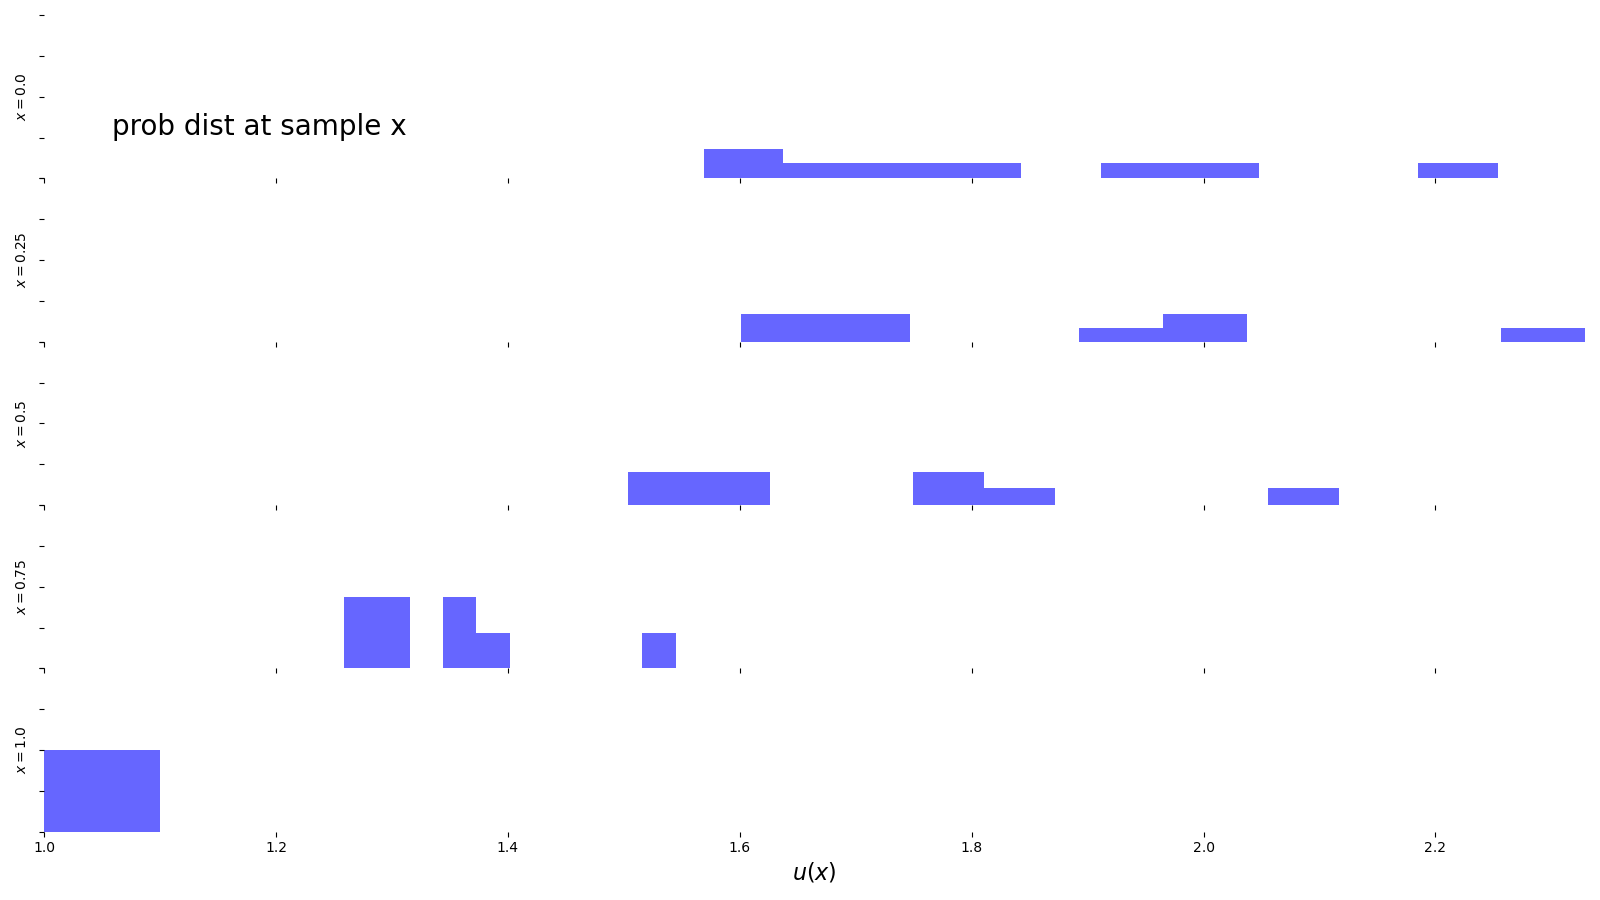 x = 0.0
prob dist at sample x
x = 0.25
x = 0.5
x = 0.75
x = 1.0
1.0 1.2 1.4 1.6 1.8 2.0 2.2
u(x)